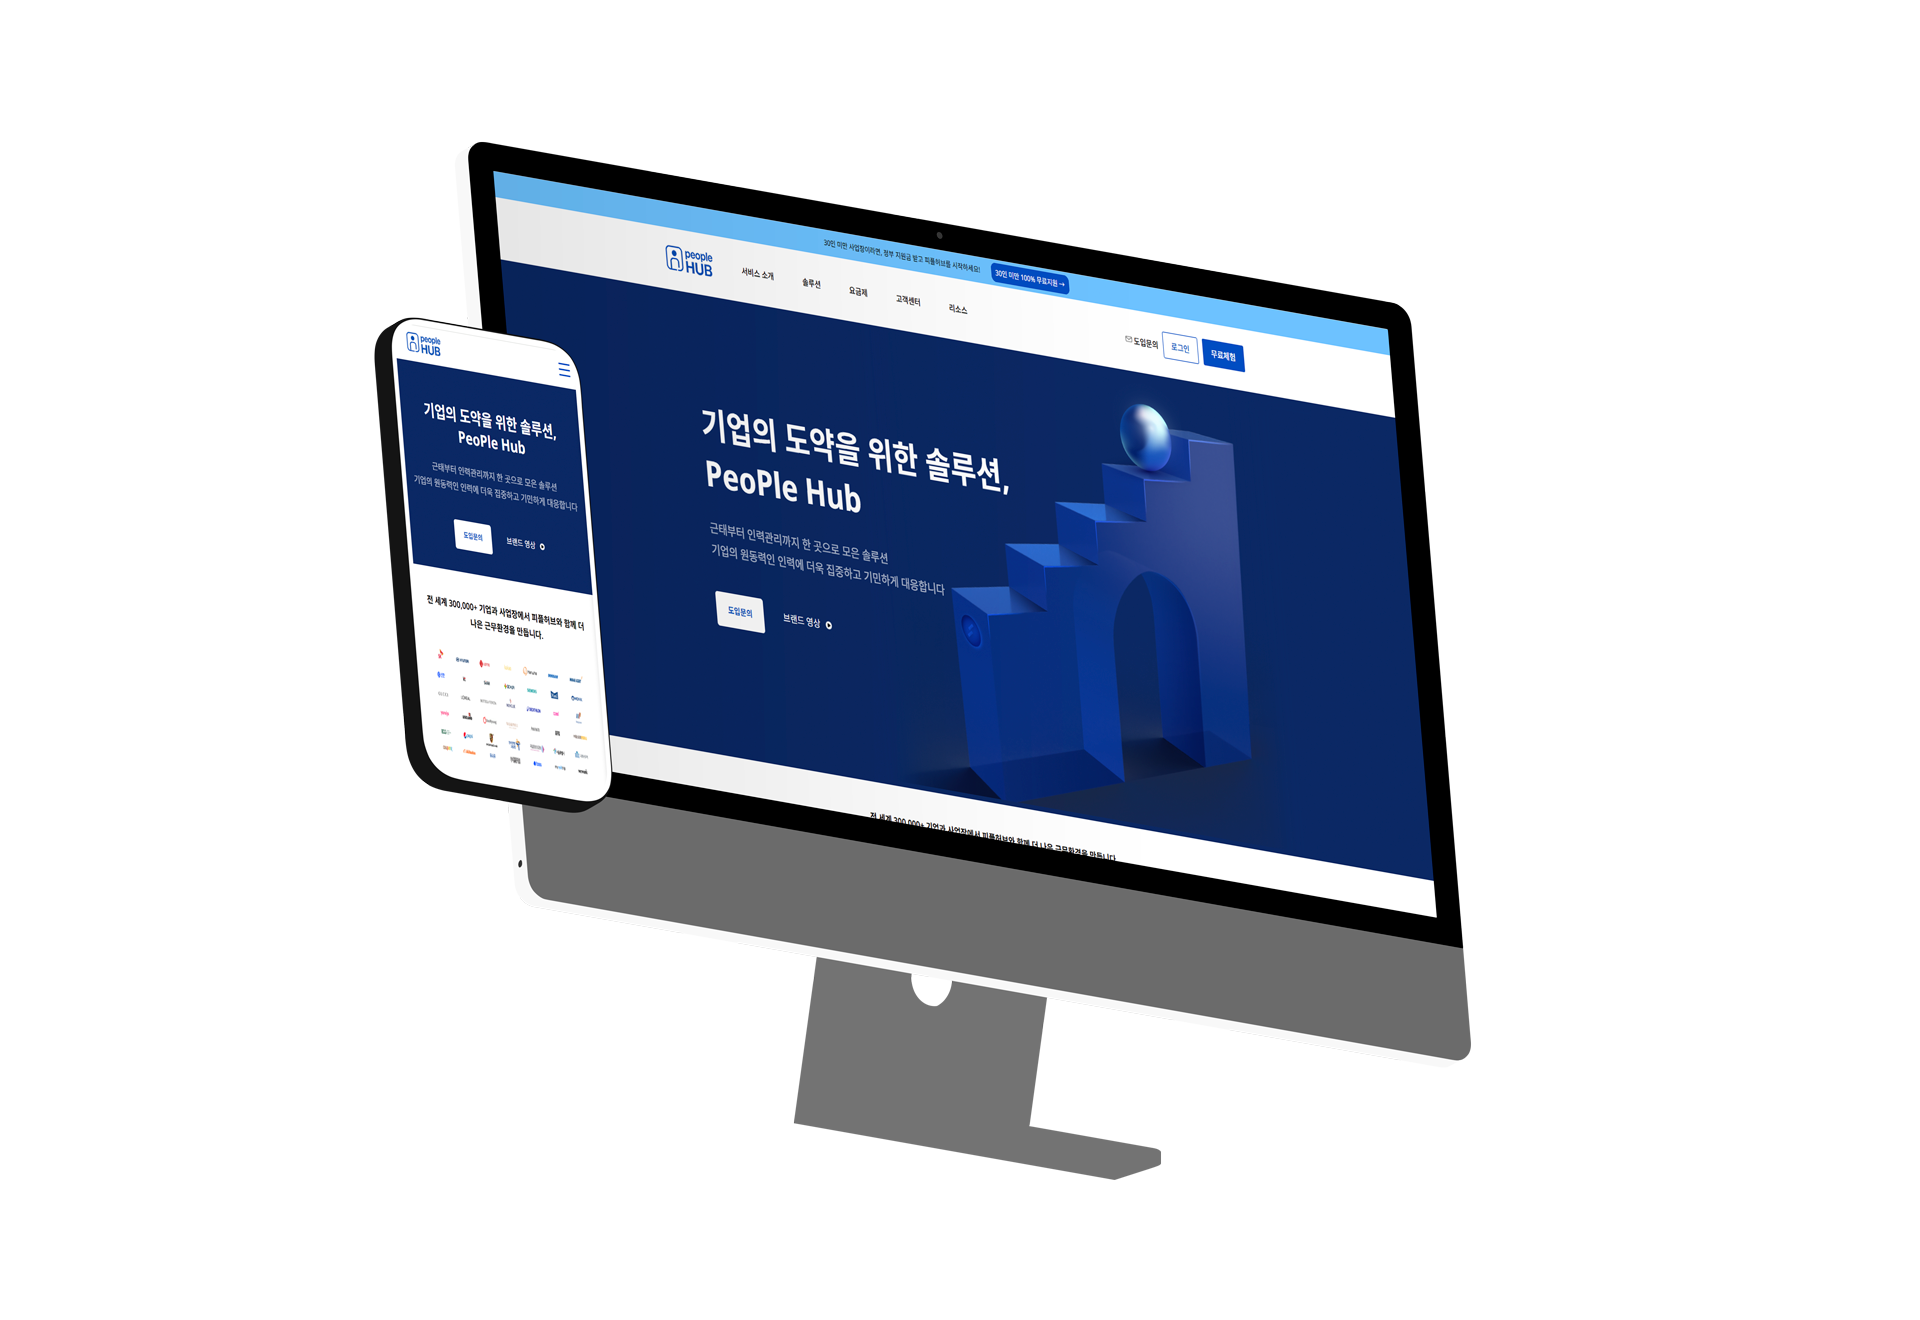 30인 미만 사업장이라면, 정부 지원금 받고 피플허브를 시작하세요!
30인 미만 100% 무료지원 →
people
HUB
서비스 소개
솔루션
요금제
고객센터
리소스
도입문의
로그인
무료체험
기업의 도약을 위한 솔루션,
PeoPle Hub
근태부터 인력관리까지 한 곳으로 모은 솔루션
기업의 원동력인 인력에 더욱 집중하고 기민하게 대응합니다
도입문의
브랜드 영상
전 세계 300,000+ 기업과 사업장에서 피플허브와 함께 더 나은 근무환경을 만듭니다.
people
HUB
기업의 도약을 위한 솔루션,
PeoPle Hub
근태부터 인력관리까지 한 곳으로 모은 솔루션
기업의 원동력인 인력에 더욱 집중하고 기민하게 대응합니다
도입문의
브랜드 영상
전 세계 300,000+ 기업과 사업장에서 피플허브와 함께 더
나은 근무환경을 만듭니다.